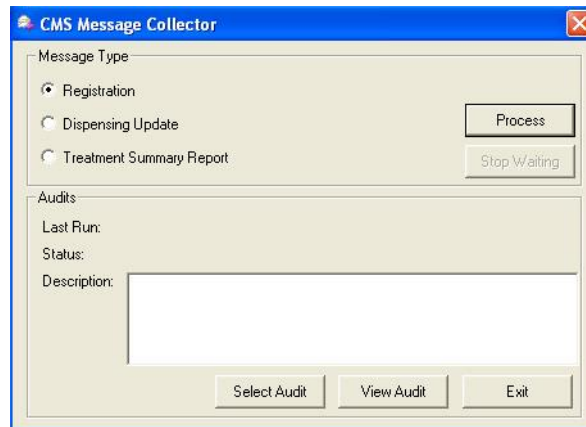 CMS Message Collector
Message Type
Registration
Dispensing Update
Treatment Summary Report
Process
Stop Waiting
Audits
Last Run:
Status:
Description:
Select Audit View Audit Exit